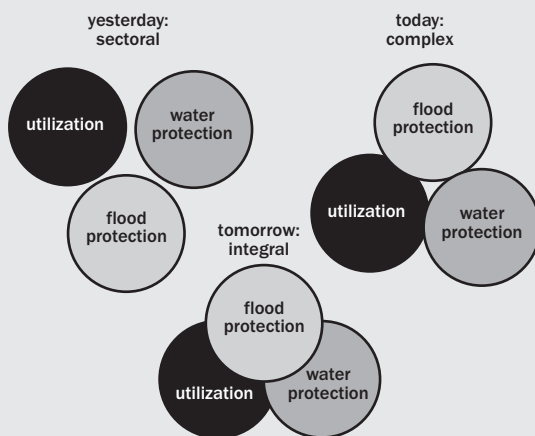 yesterday:
sectoral
utilization
water
protection
flood
protection
today:
complex
flood
protection
utilization
water
protection
tomorrow:
integral
flood
protection
utilization
water
protection